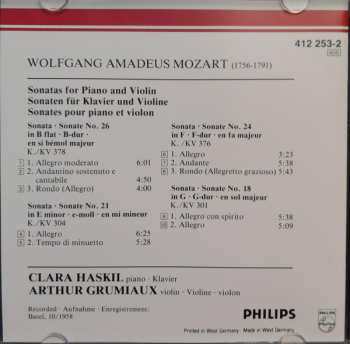 412 253-2
WOLFGANG AMADEUS MOZART (1756-1791)
Sonatas for Piano and Violin
Sonaten für Klavier und Violine
Sonates pour piano et violon
Sonata · Sonate No. 26
in B flat · B-dur ·
en si bémol majeur
K./KV 378
1 1. Allegro moderato 6:01
2 2. Andantino sostenuto e
cantabile 4:50
3 3. Rondo (Allegro) 4:00
Sonata · Sonate No. 21
in E minor · e-moll · en mi mineur
K./KV 304
4 1. Allegro 6:25
5 2. Tempo di minuetto 5:28
Sonata · Sonate No. 24
in F · F-dur · en fa majeur
K./KV 376
6 1. Allegro 5:23
7 2. Andante 5:38
8 3. Rondo (Allegretto grazioso) 5:43
Sonata · Sonate No. 18
in G · G-dur · en sol majeur
K./KV 301
9 1. Allegro con spirito 5:38
10 2. Allegro 5:09
CLARA HASKIL piano · Klavier
ARTHUR GRUMIAUX violin · Violine · violon
Recorded · Aufnahme · Enregistrement:
Basel, 10/1958
PHILIPS
PHILIPS
Printed in West Germany Made in West Germany